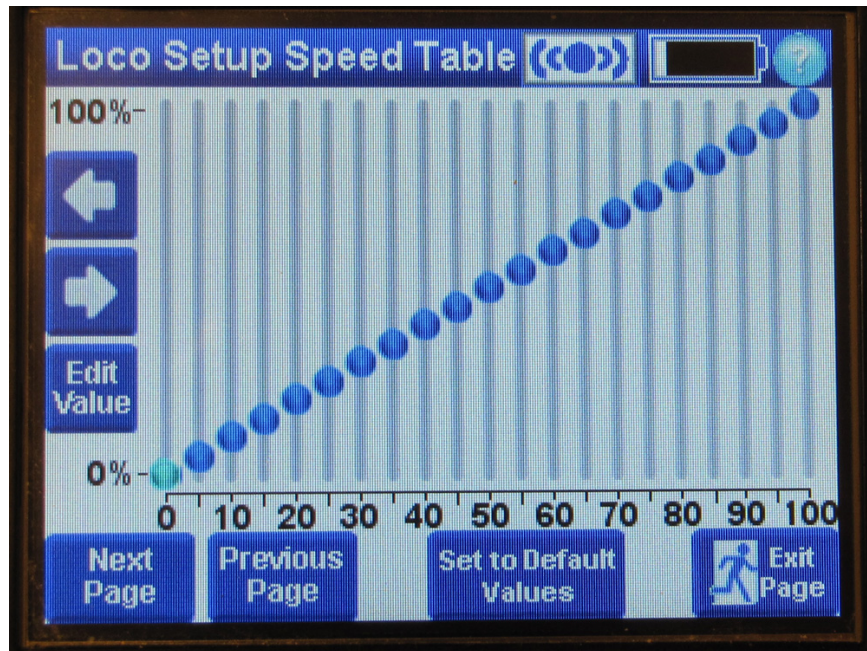 Loco Setup Speed Table
?
100%
Edit
Value
0%
0 10 20 30 40 50 60 70 80 90 100
Next
Page
Previous
Page
Set to Default
Values
Exit
Page